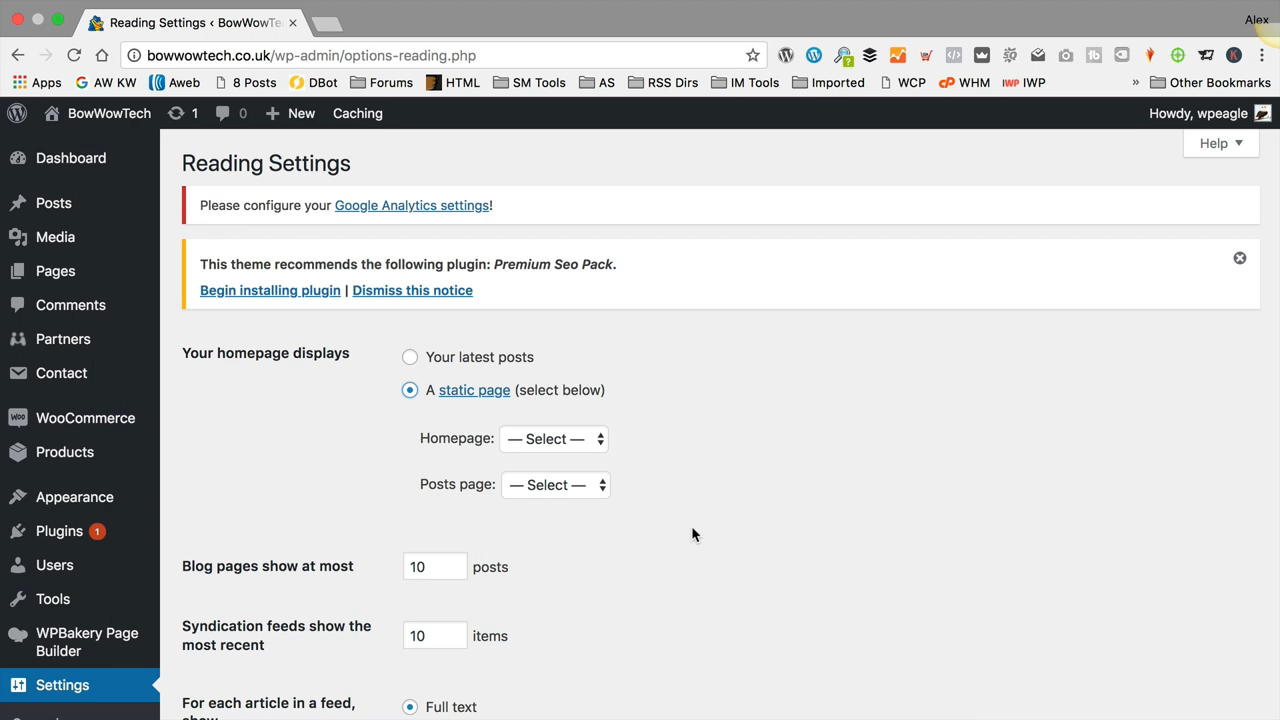 Reading Settings ‹ BowWowTe
Alex
bowwowtech.co.uk/wp-admin/options-reading.php
Apps AW KW Aweb 8 Posts DBot Forums HTML SM Tools AS RSS Dirs IM Tools Imported WCP WHM IWP » Other Bookmarks
BowWowTech 1 0 + New Caching Howdy, wpeagle
Help
Dashboard
Posts
Media
Pages
Comments
Partners
Contact
WooCommerce
Products
Appearance
Plugins 1
Users
Tools
WPBakery Page
Builder
Settings
Reading Settings
Please configure your Google Analytics settings!
This theme recommends the following plugin: Premium Seo Pack.
Begin installing plugin | Dismiss this notice
Your homepage displays
Your latest posts
A static page (select below)
Homepage: — Select —
Posts page: — Select —
Blog pages show at most 10 posts
Syndication feeds show the
most recent
10 items
For each article in a feed,
show
Full text